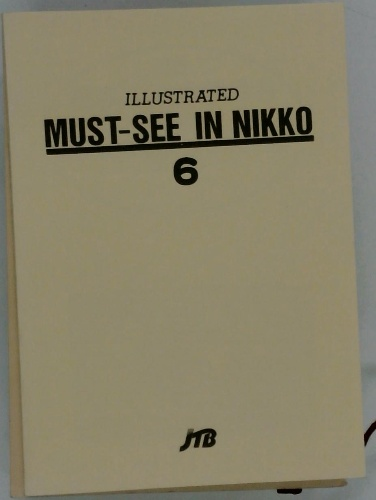 ILLUSTRATED
MUST-SEE IN NIKKO
6
JTB